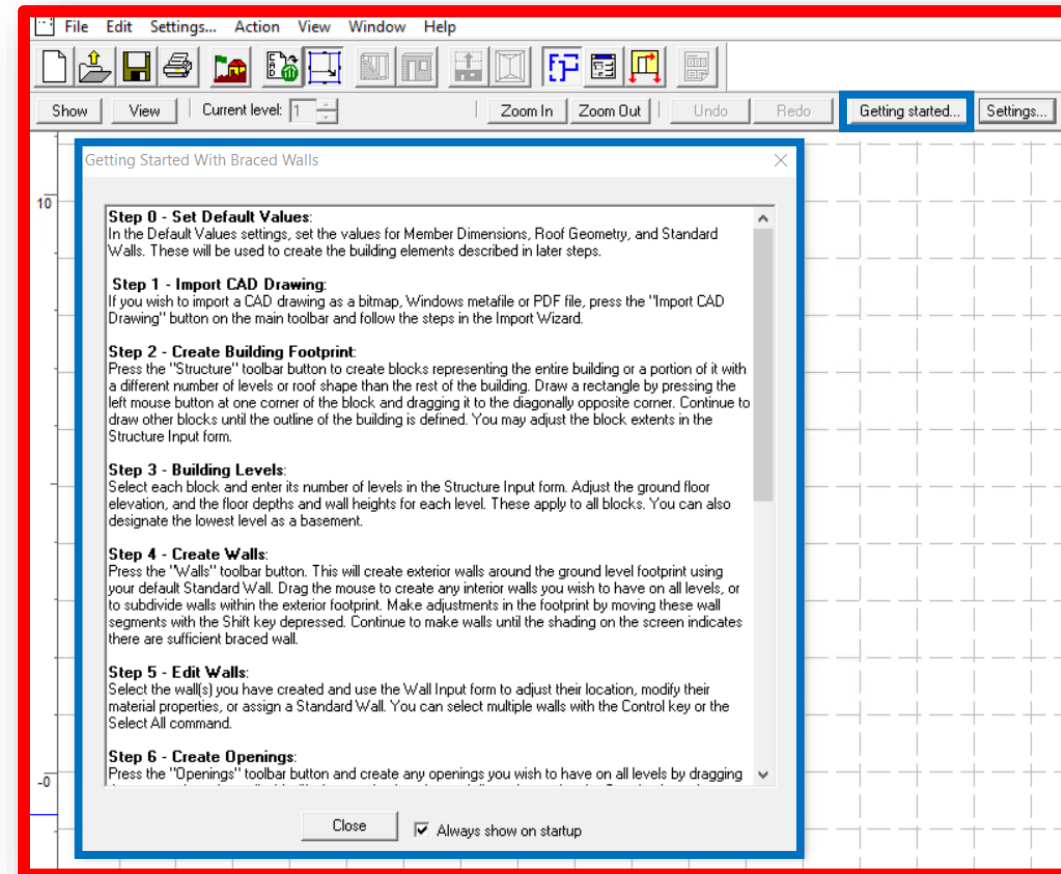 File Edit Settings... Action View Window Help
Show View Current level: 1 Zoom In Zoom Out Undo Redo Getting started... Settings...
Getting Started With Braced Walls
10
Step 0 - Set Default Values:
In the Default Values settings, set the values for Member Dimensions, Roof Geometry, and Standard
Walls. These will be used to create the building elements described in later steps.
Step 1 - Import CAD Drawing:
If you wish to import a CAD drawing as a bitmap, Windows metafile or PDF file, press the "Import CAD
Drawing" button on the main toolbar and follow the steps in the Import Wizard.
Step 2 - Create Building Footprint:
Press the "Structure" toolbar button to create blocks representing the entire building or a portion of it with
a different number of levels or roof shape than the rest of the building. Draw a rectangle by pressing the
left mouse button at one corner of the block and dragging it to the diagonally opposite corner. Continue to
draw other blocks until the outline of the building is defined. You may adjust the block extents in the
Structure Input form.
Step 3 - Building Levels:
Select each block and enter its number of levels in the Structure Input form. Adjust the ground floor
elevation, and the floor depths and wall heights for each level. These apply to all blocks. You can also
designate the lowest level as a basement.
Step 4 - Create Walls:
Press the "Walls" toolbar button. This will create exterior walls around the ground level footprint using
your default Standard Wall. Drag the mouse to create any interior walls you wish to have on all levels, or
to subdivide walls within the exterior footprint. Make adjustments in the footprint by moving these wall
segments with the Shift key depressed. Continue to make walls until the shading on the screen indicates
there are sufficient braced wall.
Step 5 - Edit Walls:
Select the wall(s) you have created and use the Wall Input form to adjust their location, modify their
material properties, or assign a Standard Wall. You can select multiple walls with the Control key or the
Select All command.
Step 6 - Create Openings:
Press the "Openings" toolbar button and create any openings you wish to have on all levels by dragging
-0
Close Always show on startup